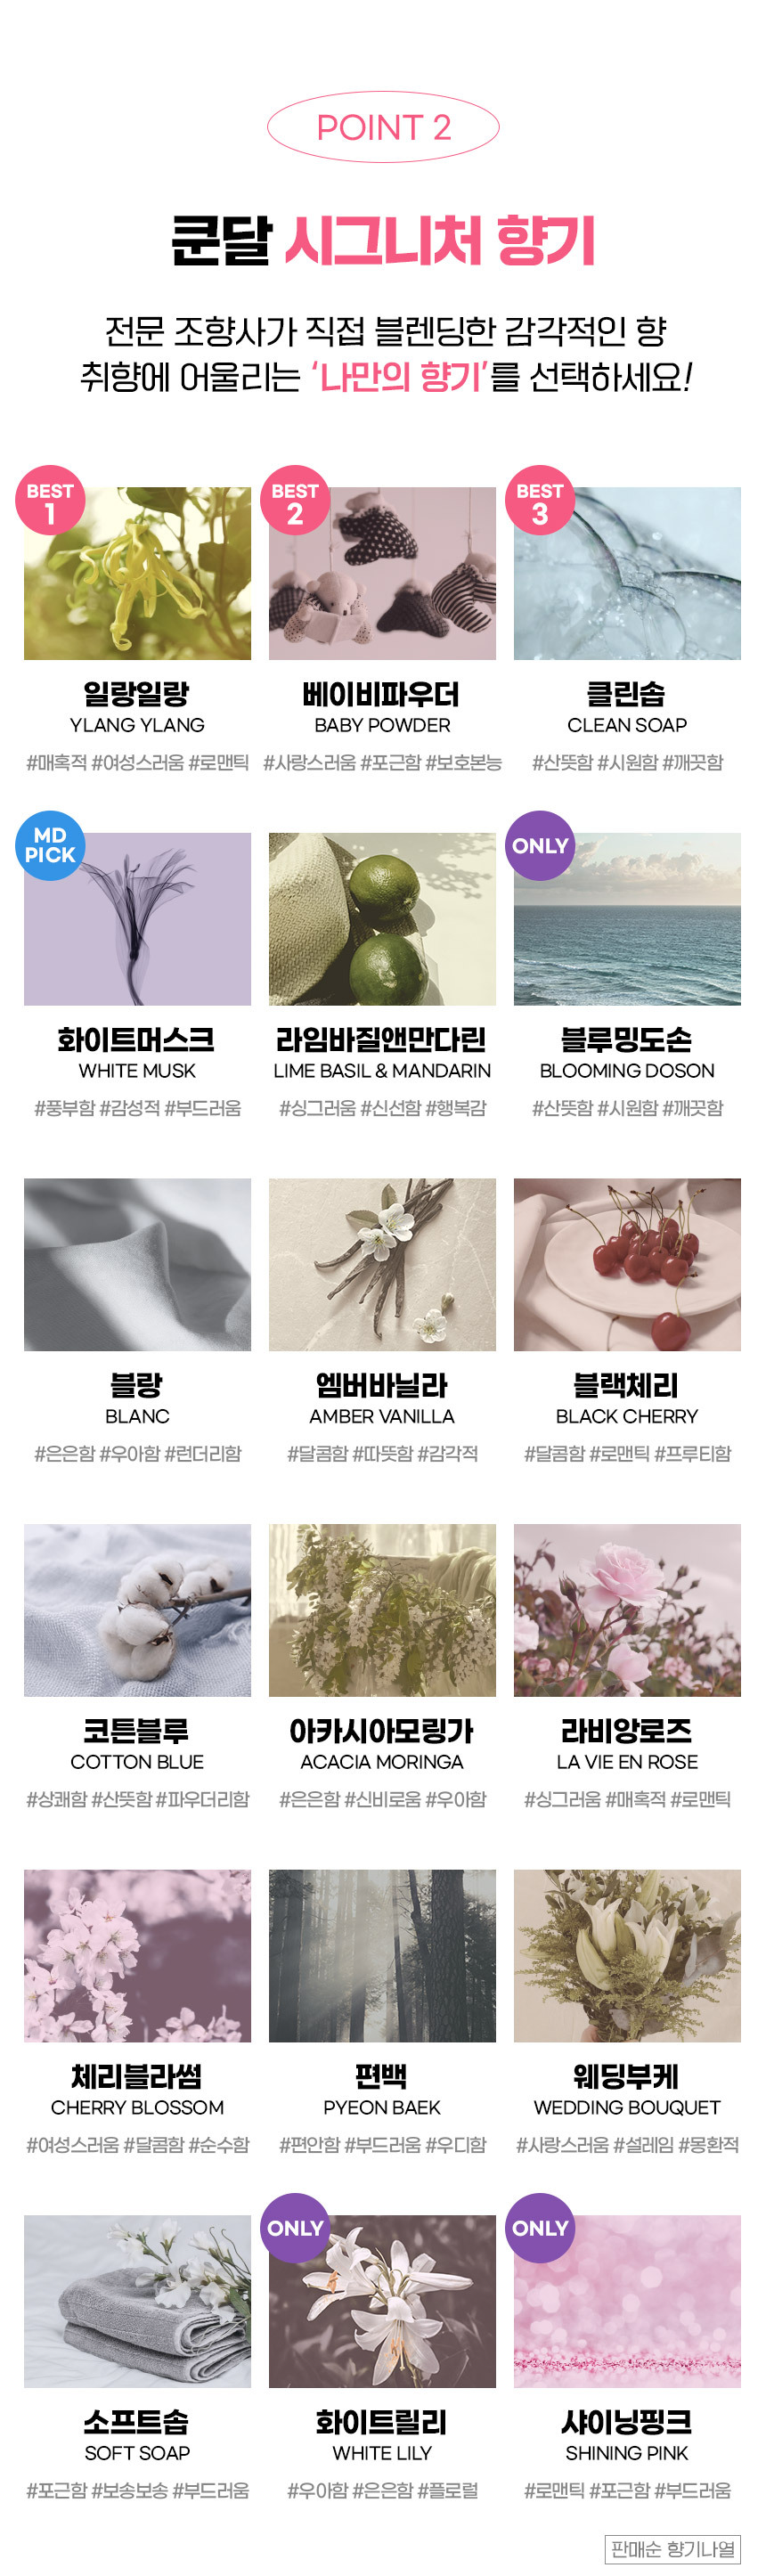 POINT 2
쿤달 시그니처 향기
전문 조향사가 직접 블렌딩한 감각적인 향
취향에 어울리는 ‘나만의 향기’를 선택하세요!
BEST
1
일랑일랑
YLANG YLANG
#매혹적 #여성스러움 #로맨틱
BEST
2
베이비파우더
BABY POWDER
#사랑스러움 #포근함 #보호본능
BEST
3
클린솝
CLEAN SOAP
#산뜻함 #시원함 #깨끗함
MD
PICK
화이트머스크
WHITE MUSK
#풍부함 #감성적 #부드러움
라임바질앤만다린
LIME BASIL & MANDARIN
#싱그러움 #신선함 #행복감
ONLY
블루밍도손
BLOOMING DOSON
#산뜻함 #시원함 #깨끗함
블랑
BLANC
#은은함 #우아함 #런더리함
엠버바닐라
AMBER VANILLA
#달콤함 #따뜻함 #감각적
블랙체리
BLACK CHERRY
#달콤함 #로맨틱 #프루티함
코튼블루
COTTON BLUE
#상쾌함 #산뜻함 #파우더리함
아카시아모링가
ACACIA MORINGA
#은은함 #신비로움 #우아함
라비앙로즈
LA VIE EN ROSE
#싱그러움 #매혹적 #로맨틱
체리블라썸
CHERRY BLOSSOM
#여성스러움 #달콤함 #순수함
편백
PYEON BAEK
#편안함 #부드러움 #우디함
웨딩부케
WEDDING BOUQUET
#사랑스러움 #설레임 #몽환적
소프트솝
SOFT SOAP
#포근함 #보송보송 #부드러움
ONLY
화이트릴리
WHITE LILY
#우아함 #은은함 #플로럴
ONLY
샤이닝핑크
SHINING PINK
#로맨틱 #포근함 #부드러움
판매순 향기나열